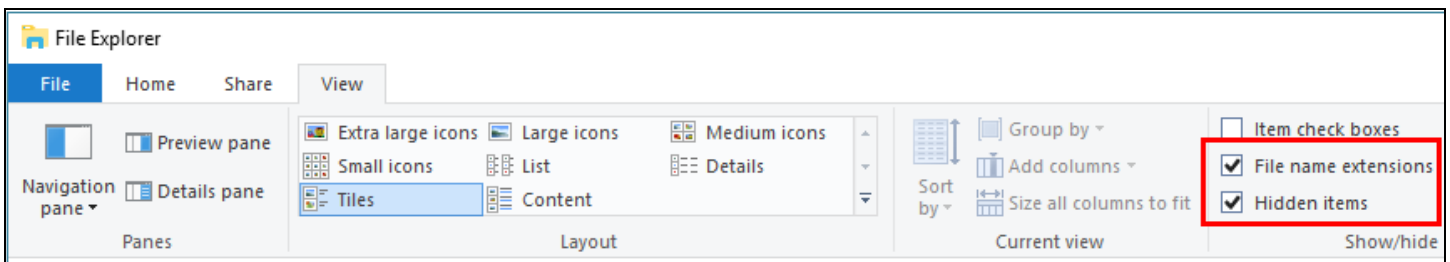 File Explorer
File Home Share View
Navigation pane
Preview pane
Details pane
Panes
Extra large icons Large icons Medium icons
Small icons List Details
Tiles Content
Layout
Sort by
Group by
Add columns
Size all columns to fit
Current view
Item check boxes
File name extensions
Hidden items
Show/hide